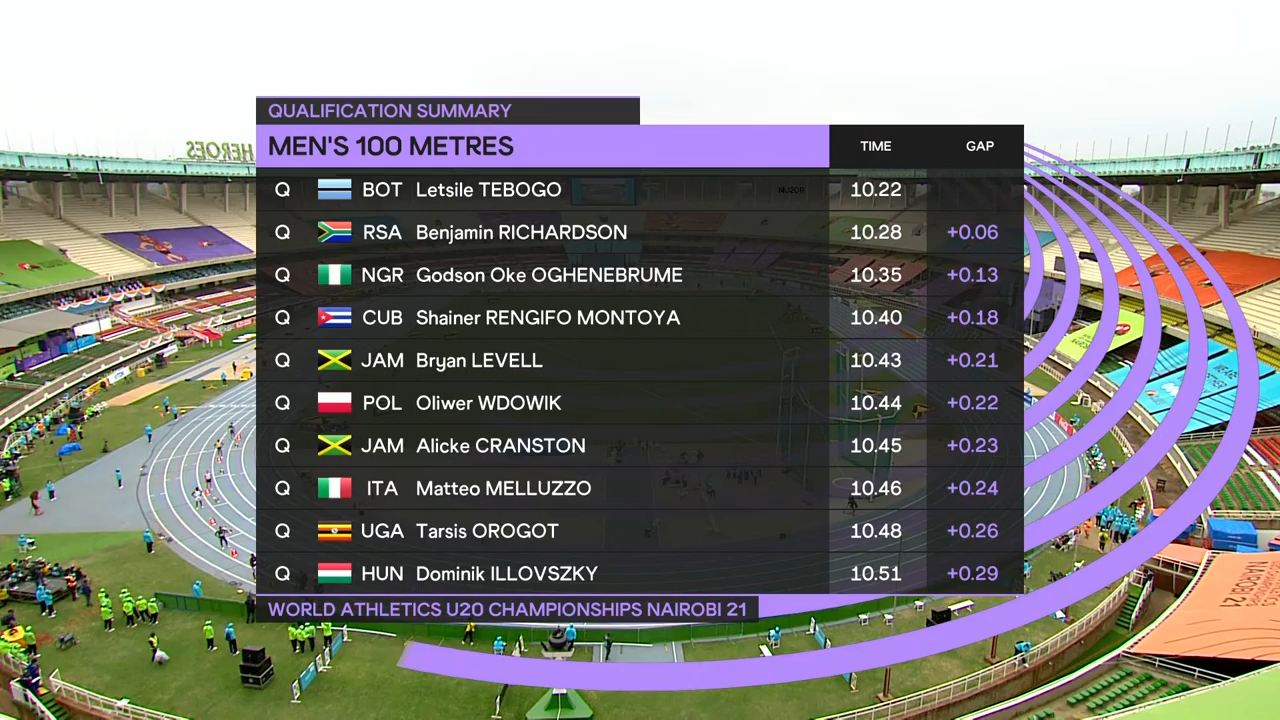 QUALIFICATION SUMMARY
MEN'S 100 METRES TIME GAP
Q BOT Letsile TEBOGO NU20R 10.22
Q RSA Benjamin RICHARDSON 10.28 +0.06
Q NGR Godson Oke OGHENEBRUME 10.35 +0.13
Q CUB Shainer RENGIFO MONTOYA 10.40 +0.18
Q JAM Bryan LEVELL 10.43 +0.21
Q POL Oliwer WDOWIK 10.44 +0.22
Q JAM Alicke CRANSTON 10.45 +0.23
Q ITA Matteo MELLUZZO 10.46 +0.24
Q UGA Tarsis OROGOT 10.48 +0.26
Q HUN Dominik ILLOVSZKY 10.51 +0.29
WORLD ATHLETICS U20 CHAMPIONSHIPS NAIROBI 21
HEROES